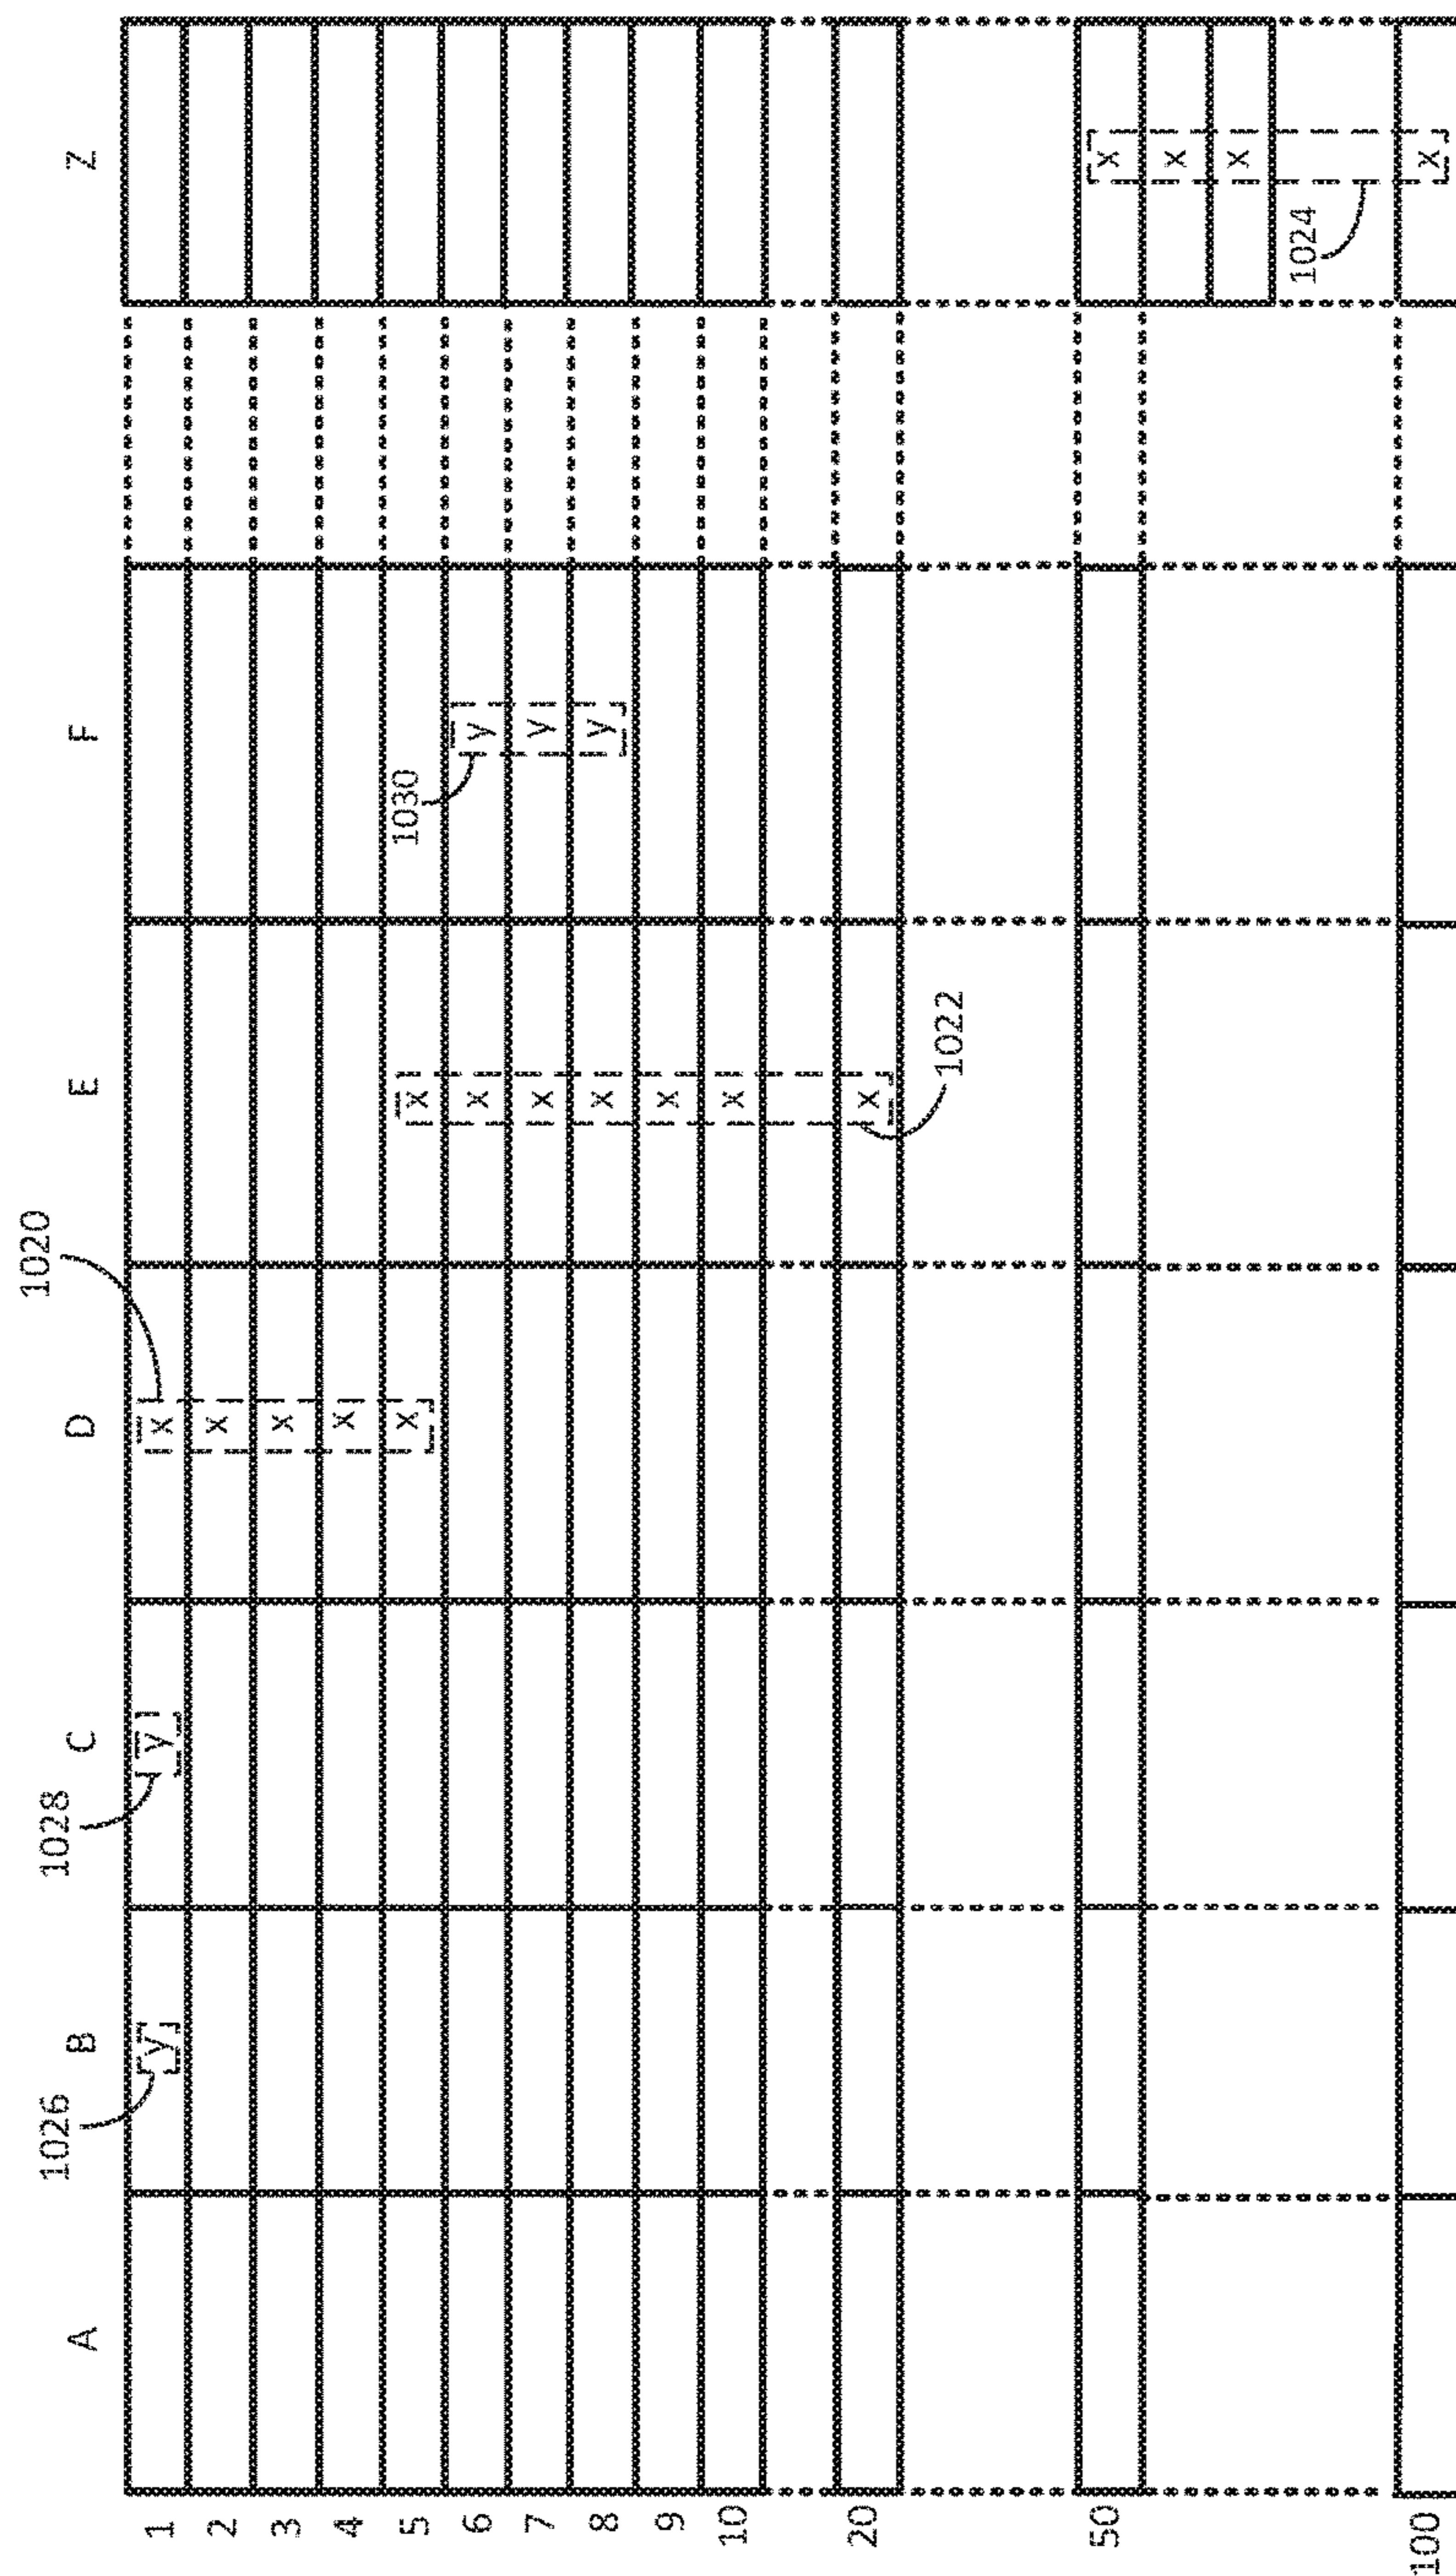 1020
1026 1028
A B C D E F Z
1 y y x
2 x
3 x
4 x
5 x x 1030
6 x y
7 x y
8 x y
9 x
10 x
20 x
1022
50 x
x
x
1024
100 x